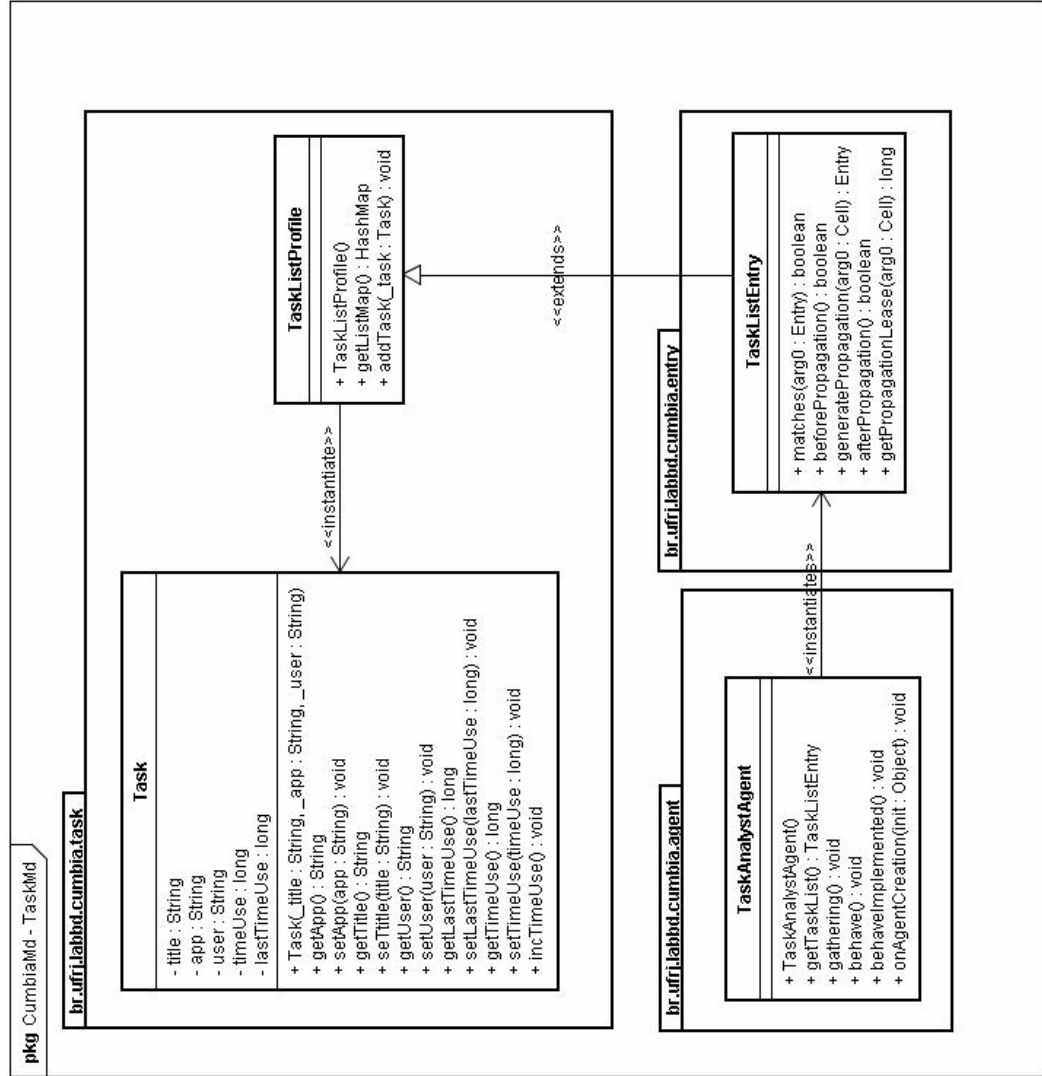 pkg CumbiaMd - TaskMd
br.ufrj.labbd.cumbia.task
Task
- title : String
- app : String
- user : String
- timeUse : long
- lastTimeUse : long
+ Task(_title : String, _app : String, _user : String)
+ getApp() : String
+ setApp(app : String) : void
+ getTitle() : String
+ seTtitle(title : String) : void
+ getUser() : String
+ setUser(user : String) : void
+ getLastTimeUse() : long
+ setLastTimeUse(lastTimeUse : long) : void
+ getTimeUse() : long
+ setTimeUse(timeUse : long) : void
+ incTimeUse() : void
<<instantiate>>
TaskListProfile
+ TaskListProfile()
+ getListMap() : HashMap
+ addTask(_task : Task) : void
<<extends>>
br.ufrj.labbd.cumbia.agent
TaskAnalystAgent
+ TaskAnalystAgent()
+ getTaskList() : TaskListEntry
+ gathering() : void
+ behave() : void
+ behaveImplemented() : void
+ onAgentCreation(init : Object) : void
<<instantiates>>
br.ufrj.labbd.cumbia.entry
TaskListEntry
+ matches(arg0 : Entry) : boolean
+ beforePropagation() : boolean
+ generatePropagation(arg0 : Cell) : Entry
+ afterPropagation() : boolean
+ getPropagationLease(arg0 : Cell) : long